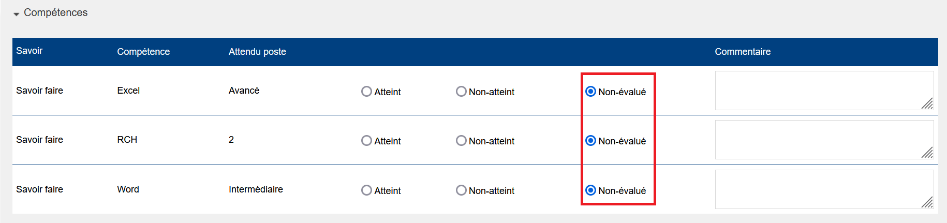 Compétences
Savoir Compétence Attendu poste Commentaire
Savoir faire Excel Avancé Atteint Non-atteint Non-évalué
Savoir faire RCH 2 Atteint Non-atteint Non-évalué
Savoir faire Word Intermédiaire Atteint Non-atteint Non-évalué